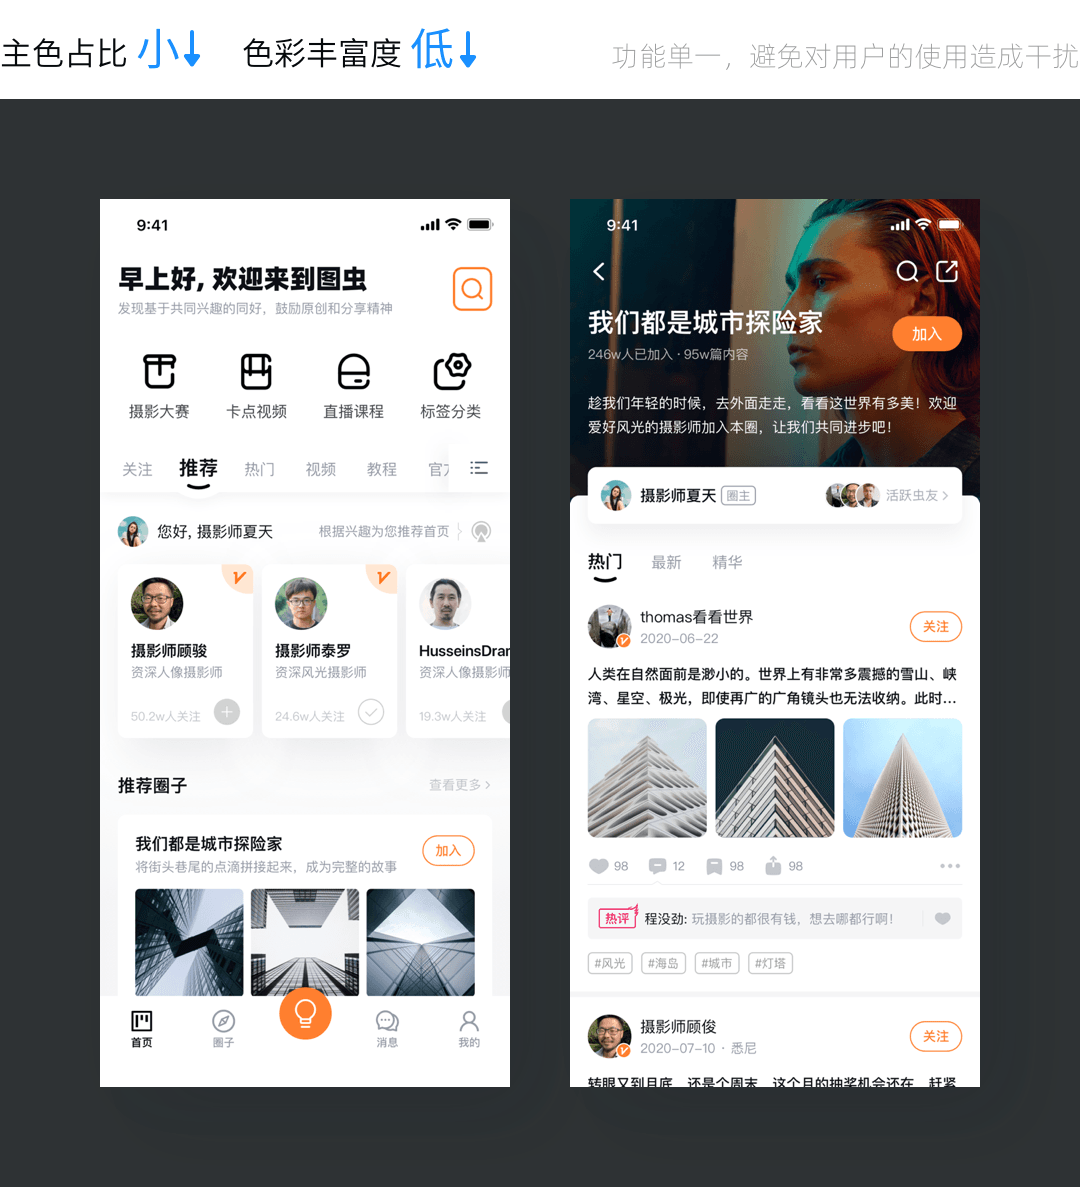 主色占比 小↓ 色彩丰富度 低↓ 功能单一，避免对用户的使用造成干扰
9:41
早上好, 欢迎来到图虫
发现基于共同兴趣的同好，鼓励原创和分享精神
摄影大赛 卡点视频 直播课程 标签分类
关注 推荐 热门 视频 教程 官方
您好, 摄影师夏天 根据兴趣为您推荐首页
摄影师顾骏 摄影师泰罗 HusseinsDrar
资深人像摄影师 资深风光摄影师 资深人像摄影师
50.2w人关注 24.6w人关注 19.3w人关注
推荐圈子 查看更多 >
我们都是城市探险家
将街头巷尾的点滴拼接起来，成为完整的故事
加入
首页 圈子 消息 我的
9:41
我们都是城市探险家
246w人已加入 · 95w篇内容
加入
趁我们年轻的时候，去外面走走，看看这世界有多美！欢迎
爱好风光的摄影师加入本圈，让我们共同进步吧！
摄影师夏天 圈主 活跃虫友 >
热门 最新 精华
thomas看看世界
2020-06-22
关注
人类在自然面前是渺小的。世界上有非常多震撼的雪山、峡
湾、星空、极光，即使再广的广角镜头也无法收纳。此时...
98 12 98 98
热评 程没劲: 玩摄影的都很有钱，想去哪都行啊！
#风光 #海岛 #城市 #灯塔
摄影师顾俊
2020-07-10 · 悉尼
关注
转眼又到月底，还是个周末，这个月的抽奖机会还在，赶紧